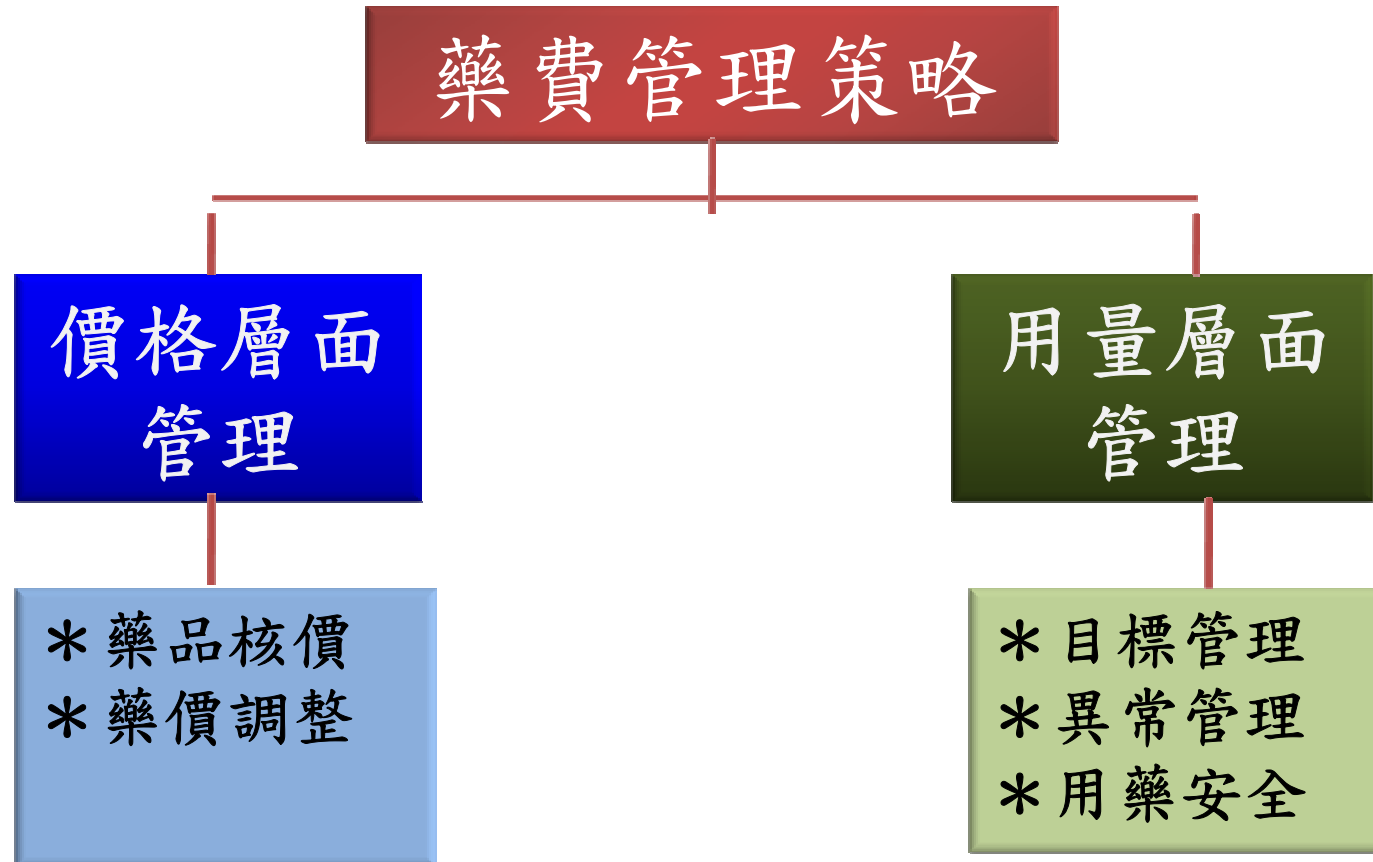 藥費管理策略
價格層面
管理
＊藥品核價
＊藥價調整
用量層面
管理
＊目標管理
＊異常管理
＊用藥安全